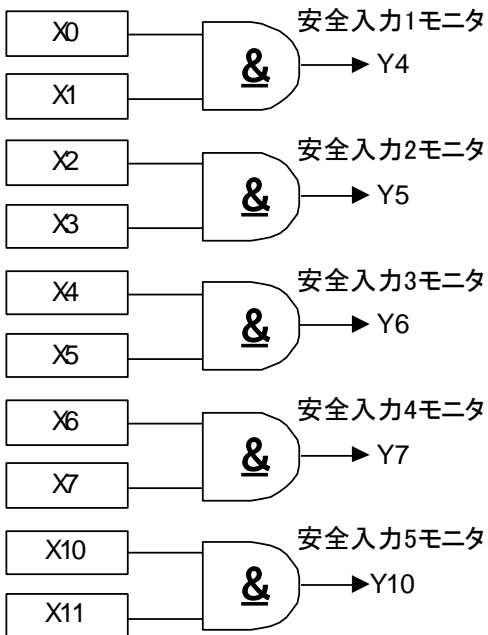 安全入力1モニタ
X0
&
Y4
X1
安全入力2モニタ
X2
&
Y5
X3
安全入力3モニタ
X4
&
Y6
X5
安全入力4モニタ
X6
&
Y7
X7
安全入力5モニタ
X10
&
Y10
X11